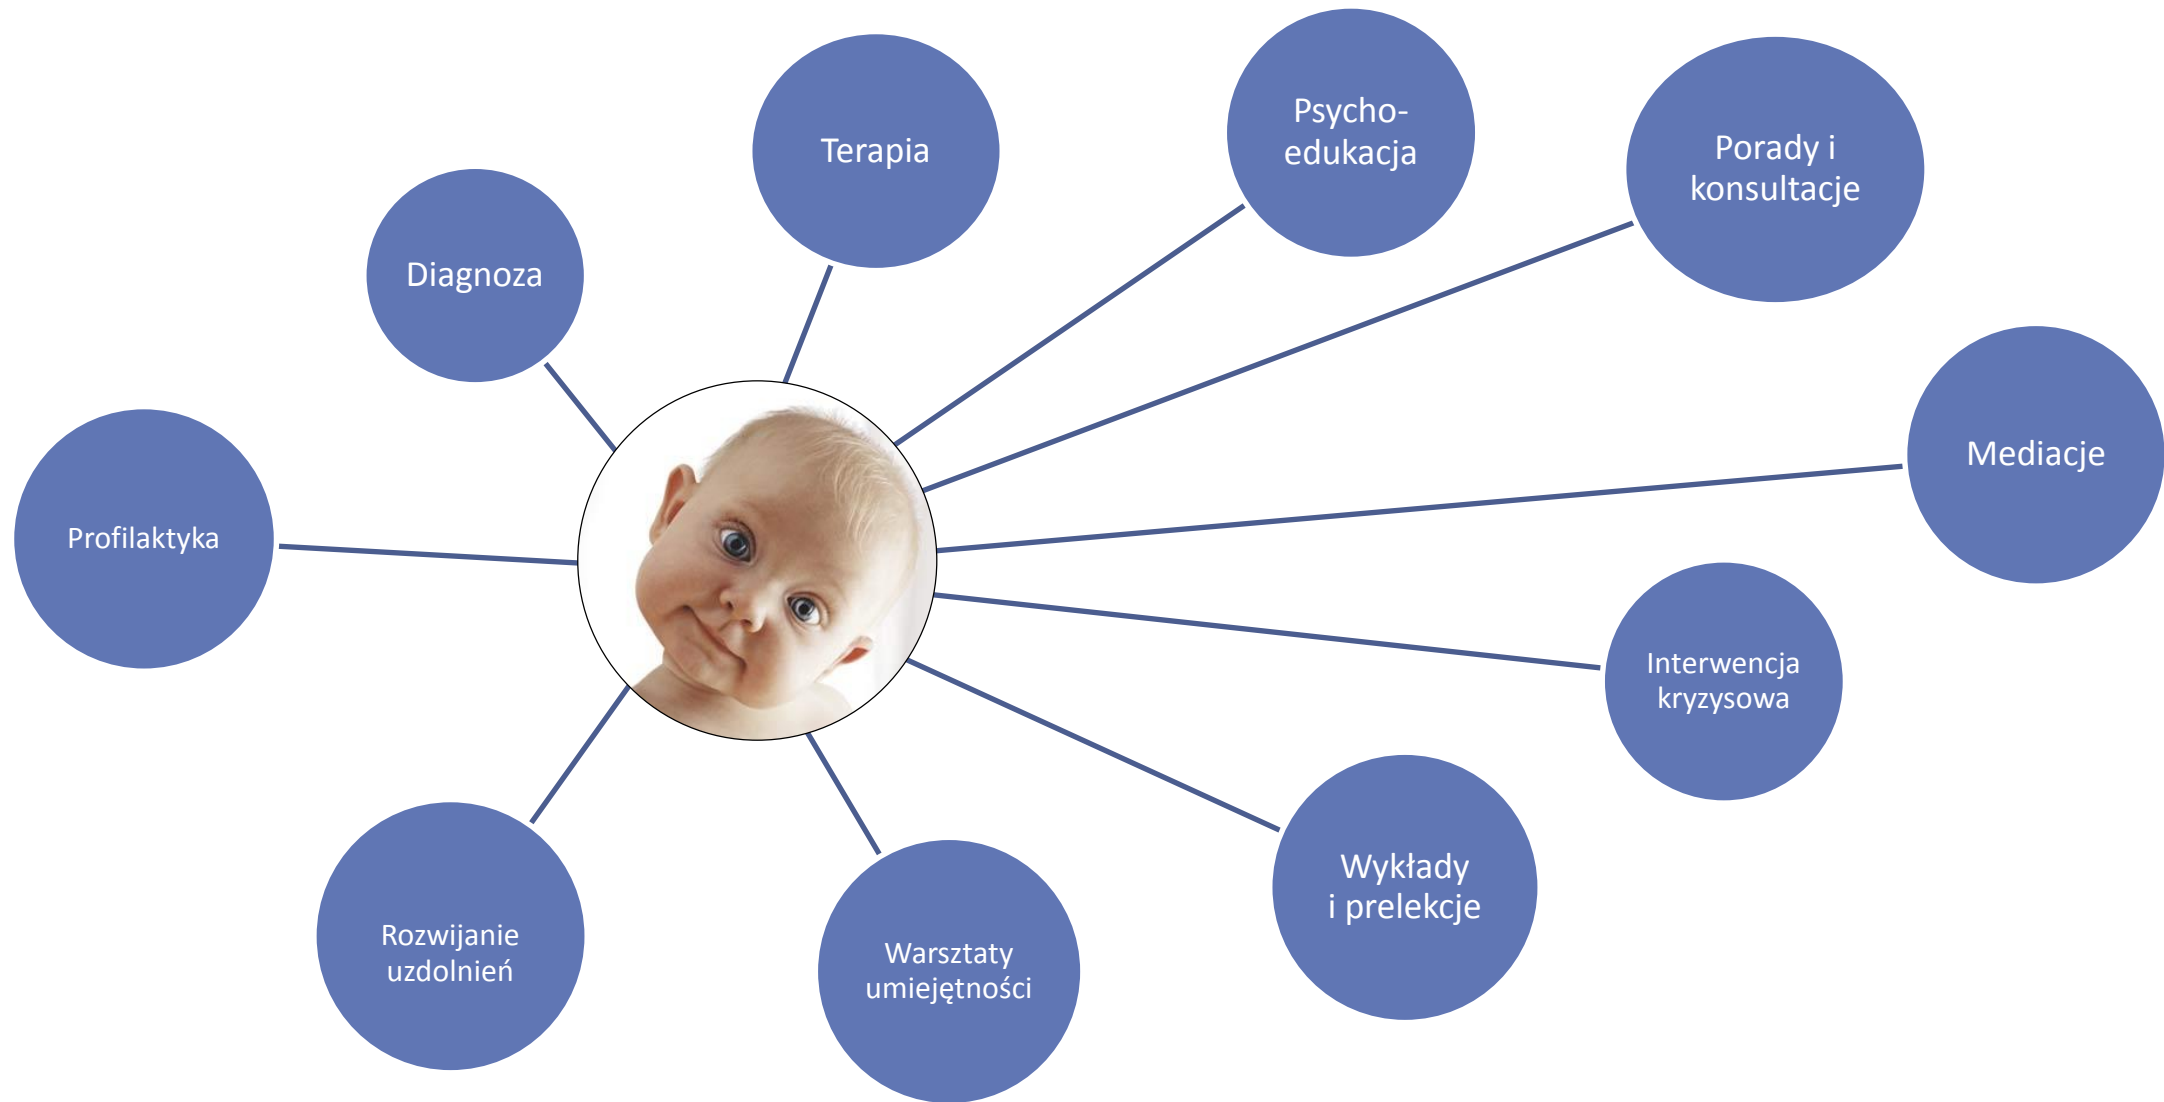 Terapia
Psycho-
edukacja
Porady i
konsultacje
Diagnoza
Mediacje
Profilaktyka
Interwencja
kryzysowa
Wykłady
i prelekcje
Rozwijanie
uzdolnień
Warsztaty
umiejętności